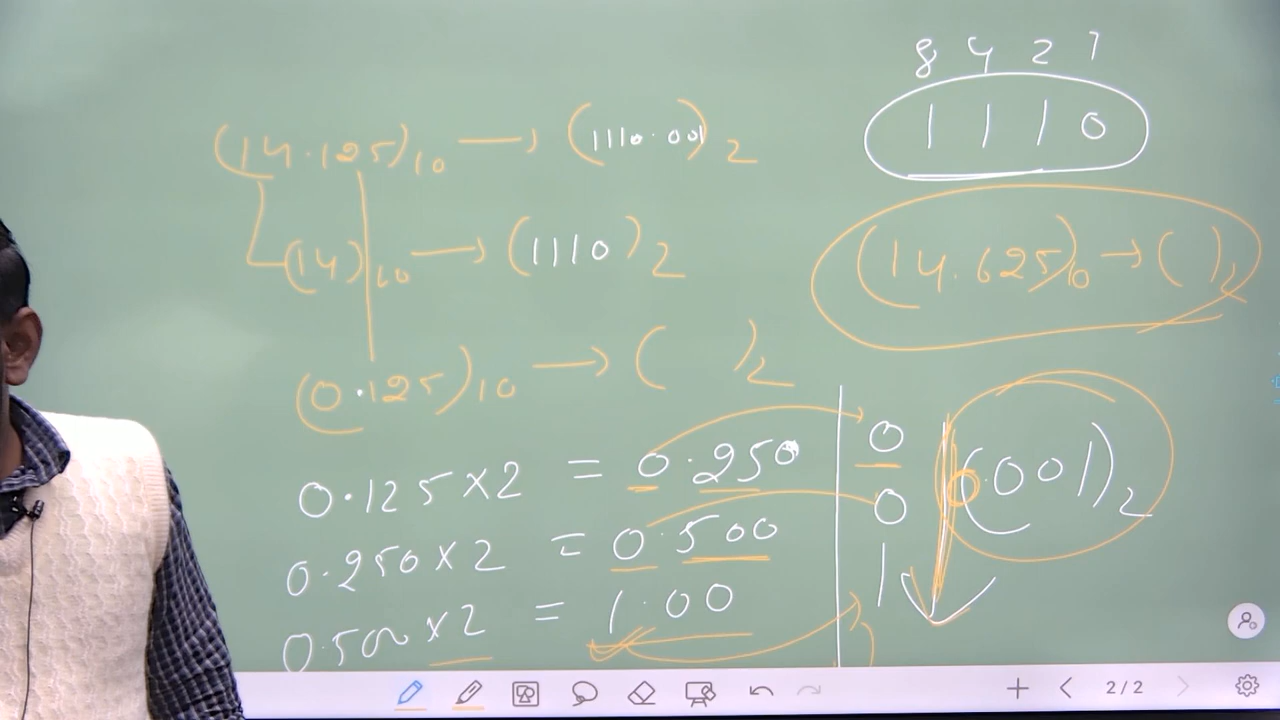 8 4 2 1
1 1 1 0
(14.125)10 → (1110.001)2
(14)10 → (1110)2
(14.625)10 → ( )2
(0.125)10 → ( )2
0.125×2 = 0.250 0
0.250×2 = 0.500 0
0.500×2 = 1.00 1
(0.001)2
2/2